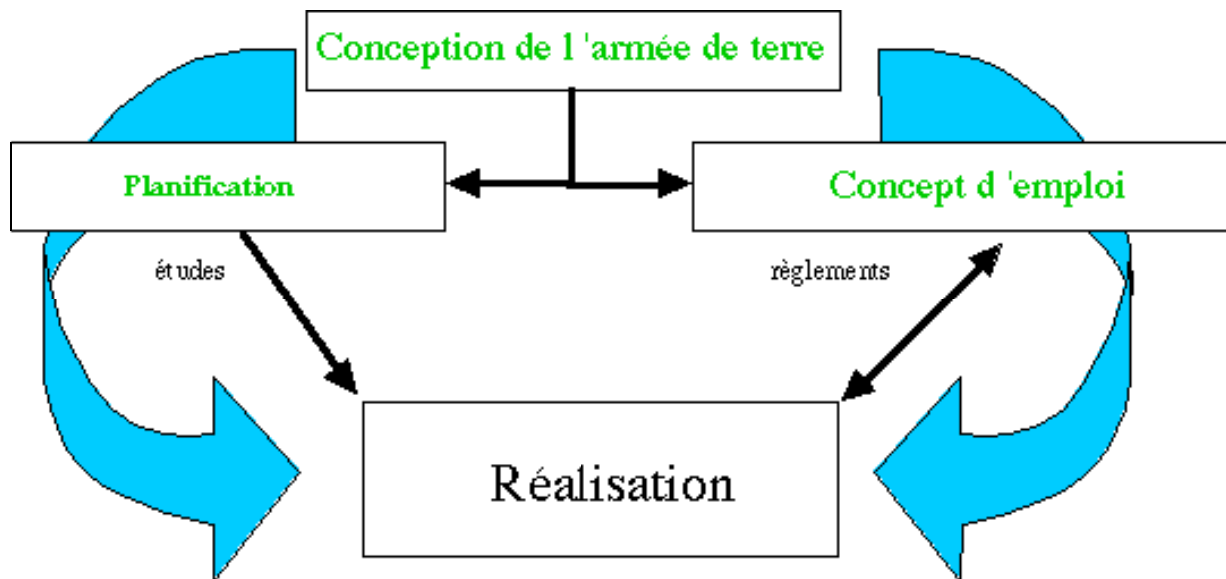 Conception de l 'armée de terre
Planification
Concept d 'emploi
études
règlements
Réalisation